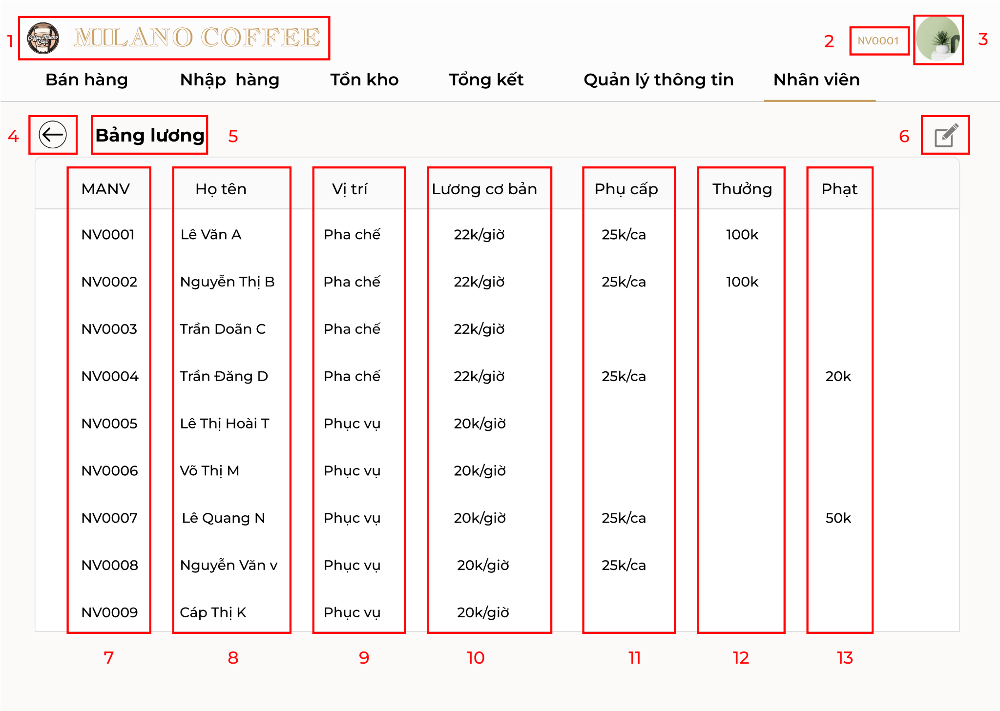 1 Coffee Milano Cafe MILANO COFFEE 2 NV0001 3
Bán hàng Nhập hàng Tồn kho Tổng kết Quản lý thông tin Nhân viên
4 Bảng lương 5 6
MANV Họ tên Vị trí Lương cơ bản Phụ cấp Thưởng Phạt
NV0001 Lê Văn A Pha chế 22k/giờ 25k/ca 100k
NV0002 Nguyễn Thị B Pha chế 22k/giờ 25k/ca 100k
NV0003 Trần Doãn C Pha chế 22k/giờ
NV0004 Trần Đăng D Pha chế 22k/giờ 25k/ca 20k
NV0005 Lê Thị Hoài T Phục vụ 20k/giờ
NV0006 Võ Thị M Phục vụ 20k/giờ
NV0007 Lê Quang N Phục vụ 20k/giờ 25k/ca 50k
NV0008 Nguyễn Văn v Phục vụ 20k/giờ 25k/ca
NV0009 Cáp Thị K Phục vụ 20k/giờ
7 8 9 10 11 12 13